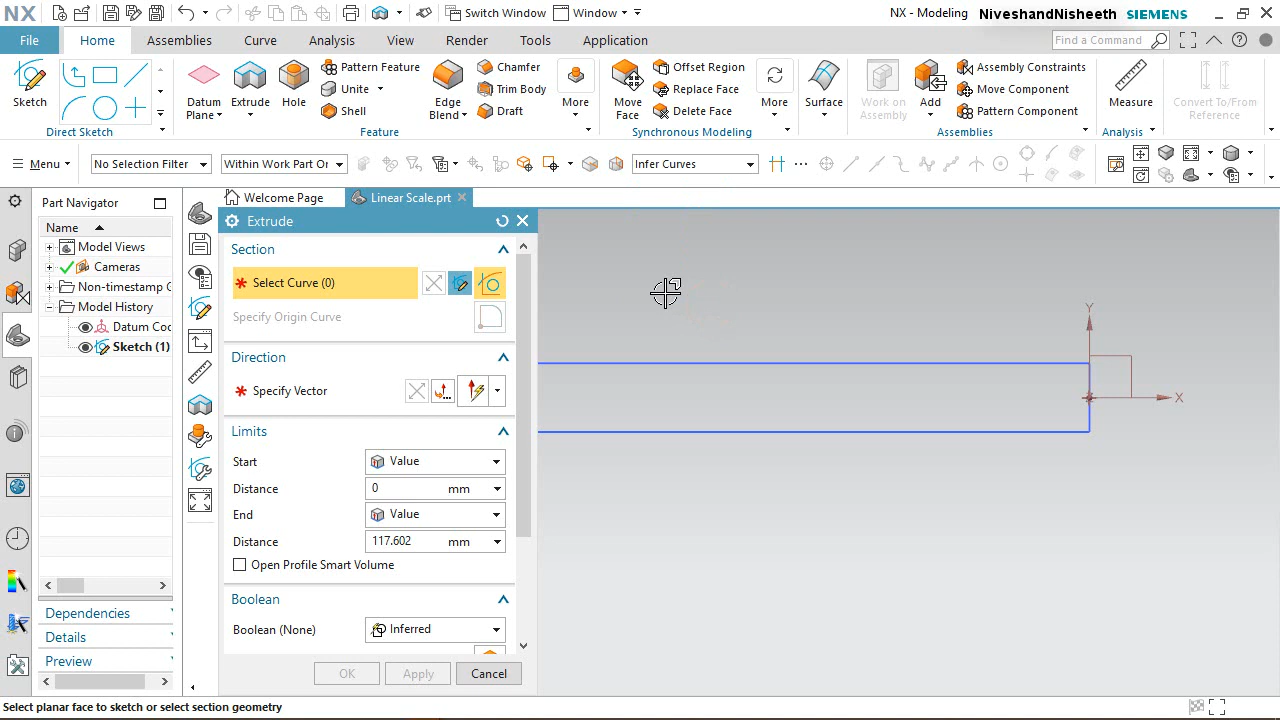 NX
Switch Window
Window
NX - Modeling
NiveshandNisheeth
SIEMENS
File
Home
Assemblies
Curve
Analysis
View
Render
Tools
Application
Find a Command
Sketch
Direct Sketch
Datum
Plane
Extrude
Hole
Pattern Feature
Unite
Shell
Edge
Blend
Chamfer
Trim Body
Draft
More
Feature
Move
Face
Offset Region
Replace Face
Delete Face
More
Synchronous Modeling
Surface
Work on
Assembly
Add
Assembly Constraints
Move Component
Pattern Component
Assemblies
Measure
Analysis
Convert To/From
Reference
Menu
No Selection Filter
Within Work Part On
Infer Curves
Part Navigator
Name
Model Views
Cameras
Non-timestamp G
Model History
Datum Coo
Sketch (1)
Dependencies
Details
Preview
Welcome Page
Linear Scale.prt
Extrude
Section
Select Curve (0)
Specify Origin Curve
Direction
Specify Vector
Limits
Start
Value
Distance
0 mm
End
Value
Distance
117.602 mm
Open Profile Smart Volume
Boolean
Boolean (None)
Inferred
OK
Apply
Cancel
Y
X
Select planar face to sketch or select section geometry